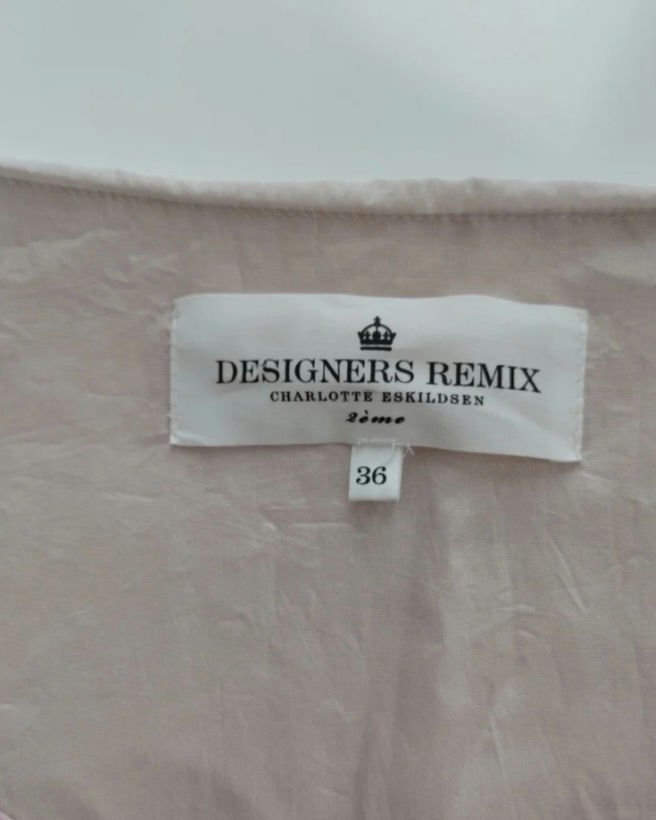 DESIGNERS REMIX
CHARLOTTE ESKILDSEN
2ème
36